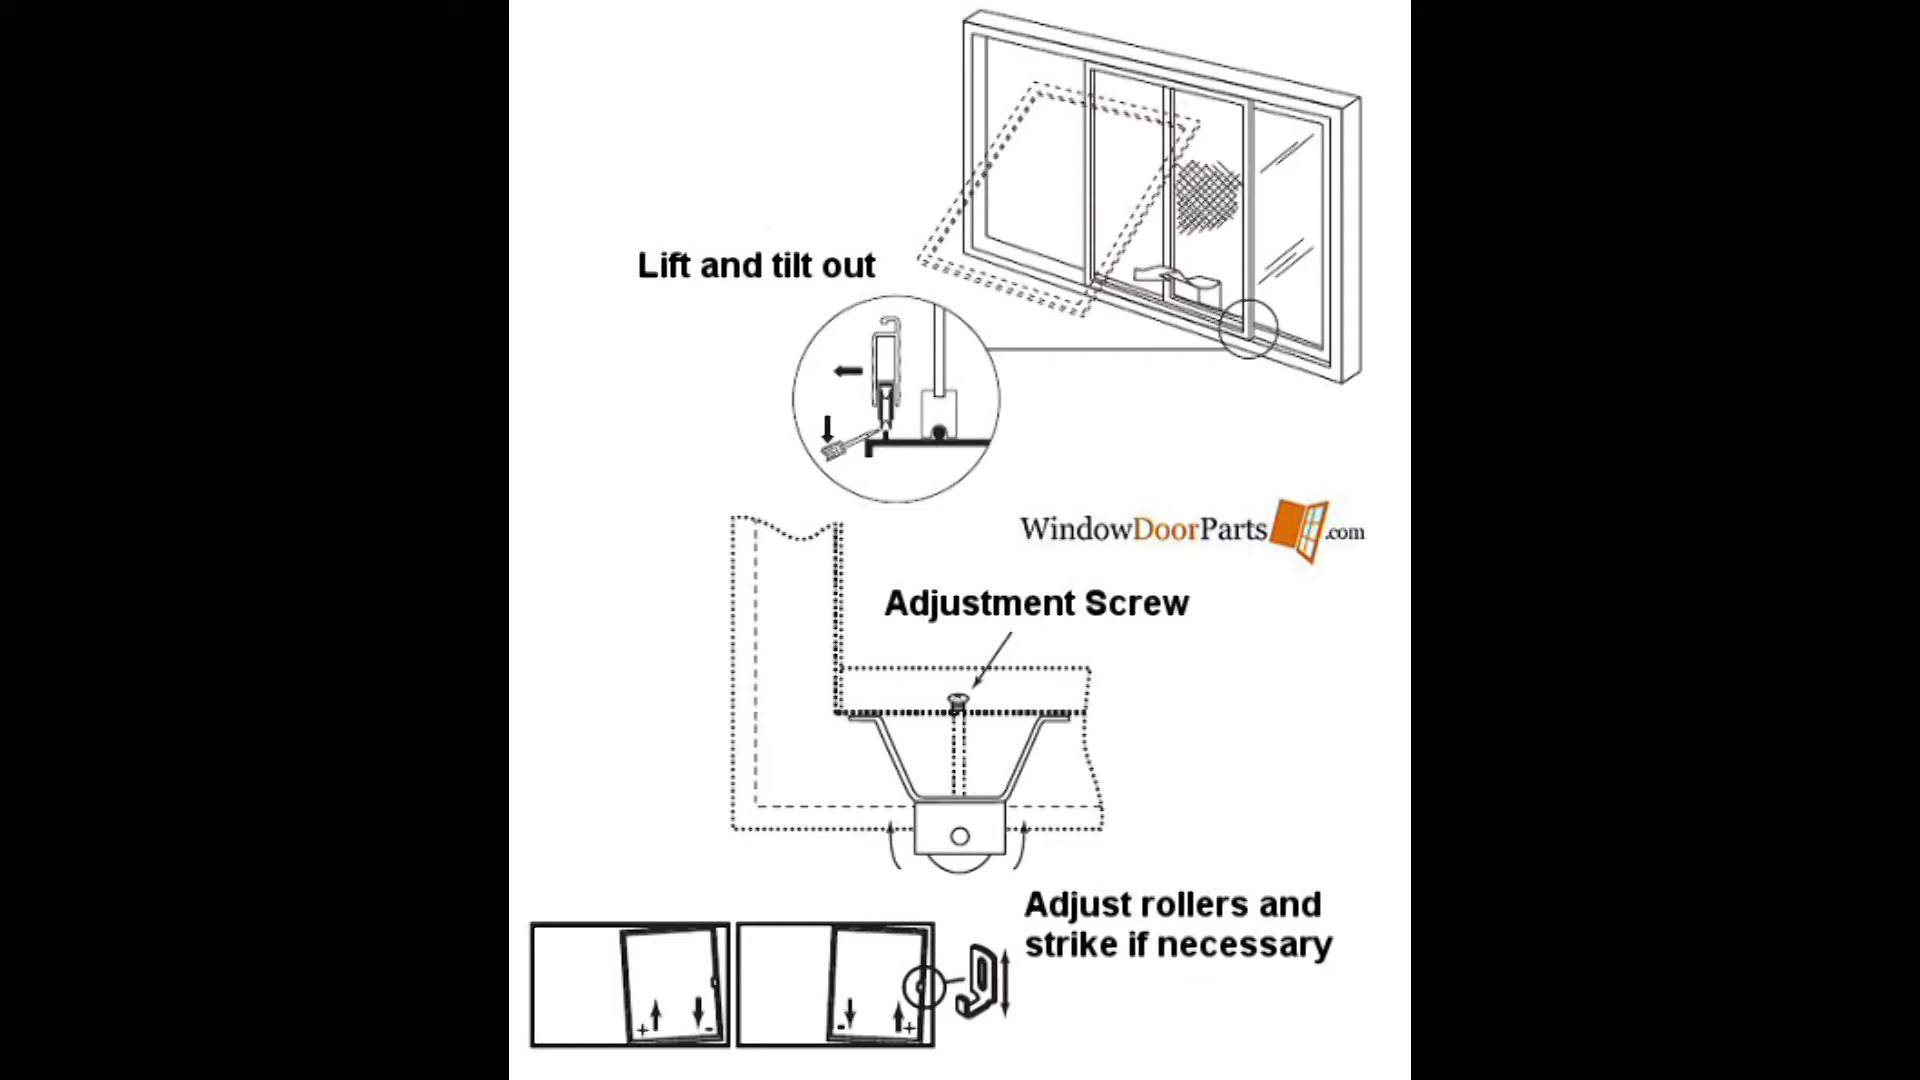 Lift and tilt out
WindowDoorParts.com
Adjustment Screw
Adjust rollers and
strike if necessary
+ -
- +